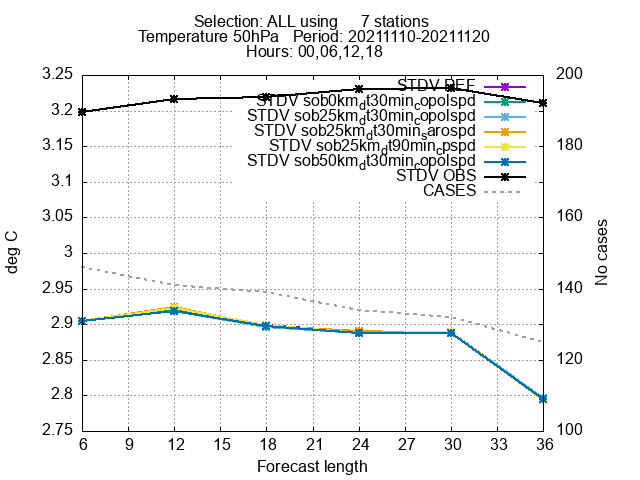 Selection: ALL using 7 stations
Temperature 50hPa Period: 20211110-20211120
Hours: 00,06,12,18
3.25
3.2
3.15
3.1
3.05
3
2.95
2.9
2.85
2.8
2.75
deg C
200
180
160
140
120
100
No cases
STDV REF
STDV sob0km_dt30min_copolspd
STDV sob25km_dt30min_copolspd
STDV sob25km_dt30min_sarospd
STDV sob25km_dt90min_cpspd
STDV sob50km_dt30min_copolspd
STDV OBS
CASES
6 9 12 15 18 21 24 27 30 33 36
Forecast length